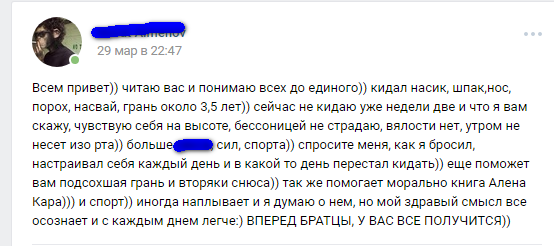 29 мар в 22:47
Всем привет)) читаю вас и понимаю всех до единого)) кидал насик, шпак,нос,
порох, насвай, грань около 3,5 лет)) сейчас не кидаю уже недели две и что я вам
скажу, чувствую себя на высоте, бессоницей не страдаю, вялости нет, утром не
несет изо рта)) больше сил, спорта)) спросите меня, как я бросил,
настраивал себя каждый день и в какой то день перестал кидать)) еще поможет
вам подсохшая грань и вторяки снюса)) так же помогает морально книга Алена
Кара))) и спорт)) иногда наплывает и я думаю о нем, но мой здравый смысл все
осознает и с каждым днем легче:) ВПЕРЕД БРАТЦЫ, У ВАС ВСЕ ПОЛУЧИТСЯ))